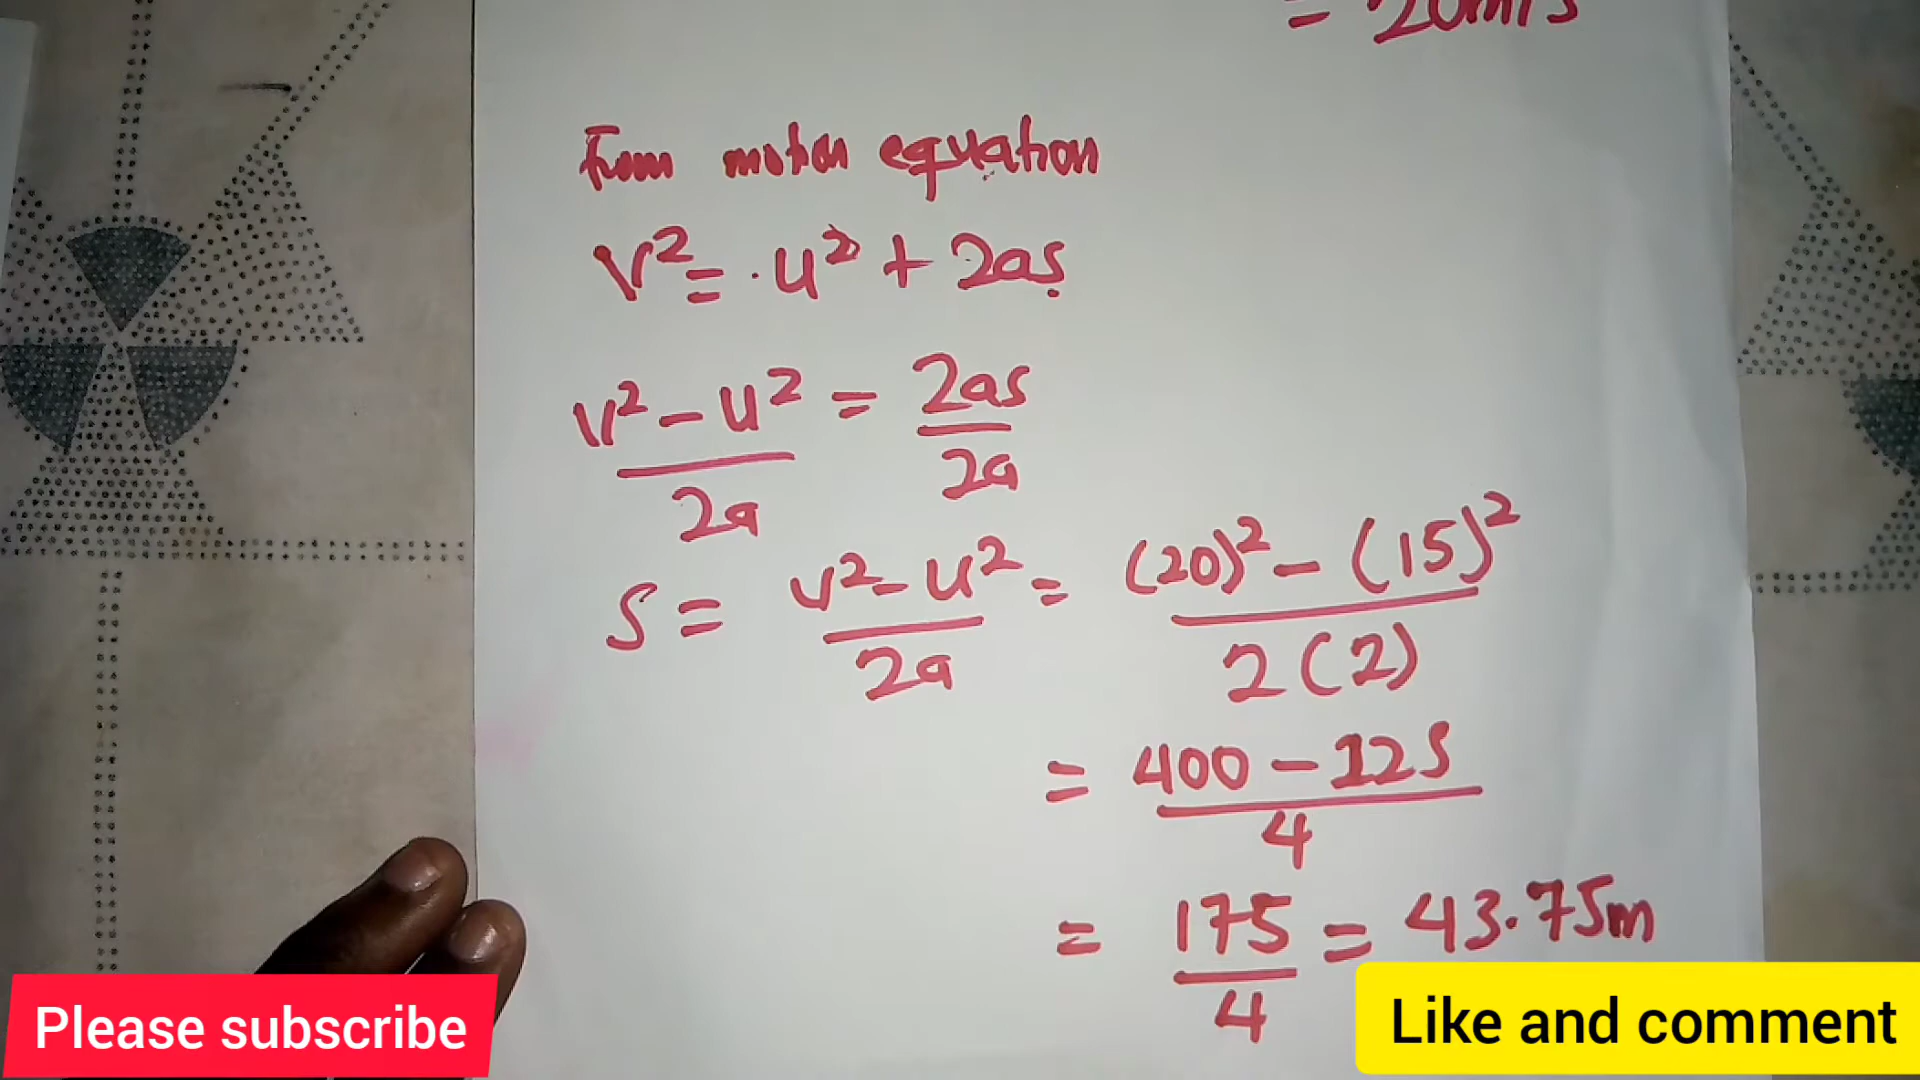 = 20m/s
From motion equation
V² = u² + 2as
V² - U² = 2as
2a 2a
S = V² - U² = (20)² - (15)²
2a 2(2)
= 400 - 225
4
= 175 = 43.75m
4
Please subscribe
Like and comment